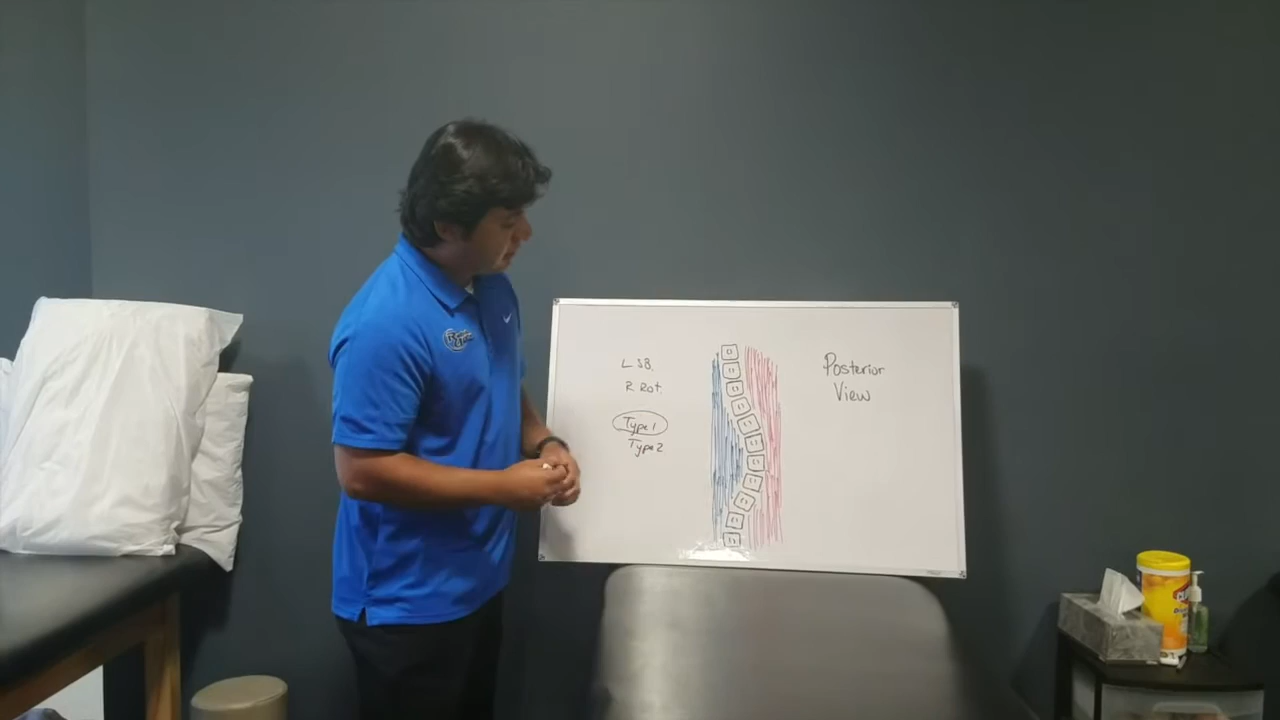 L SB.
R Rot.
Type 1
Type 2
Posterior
View